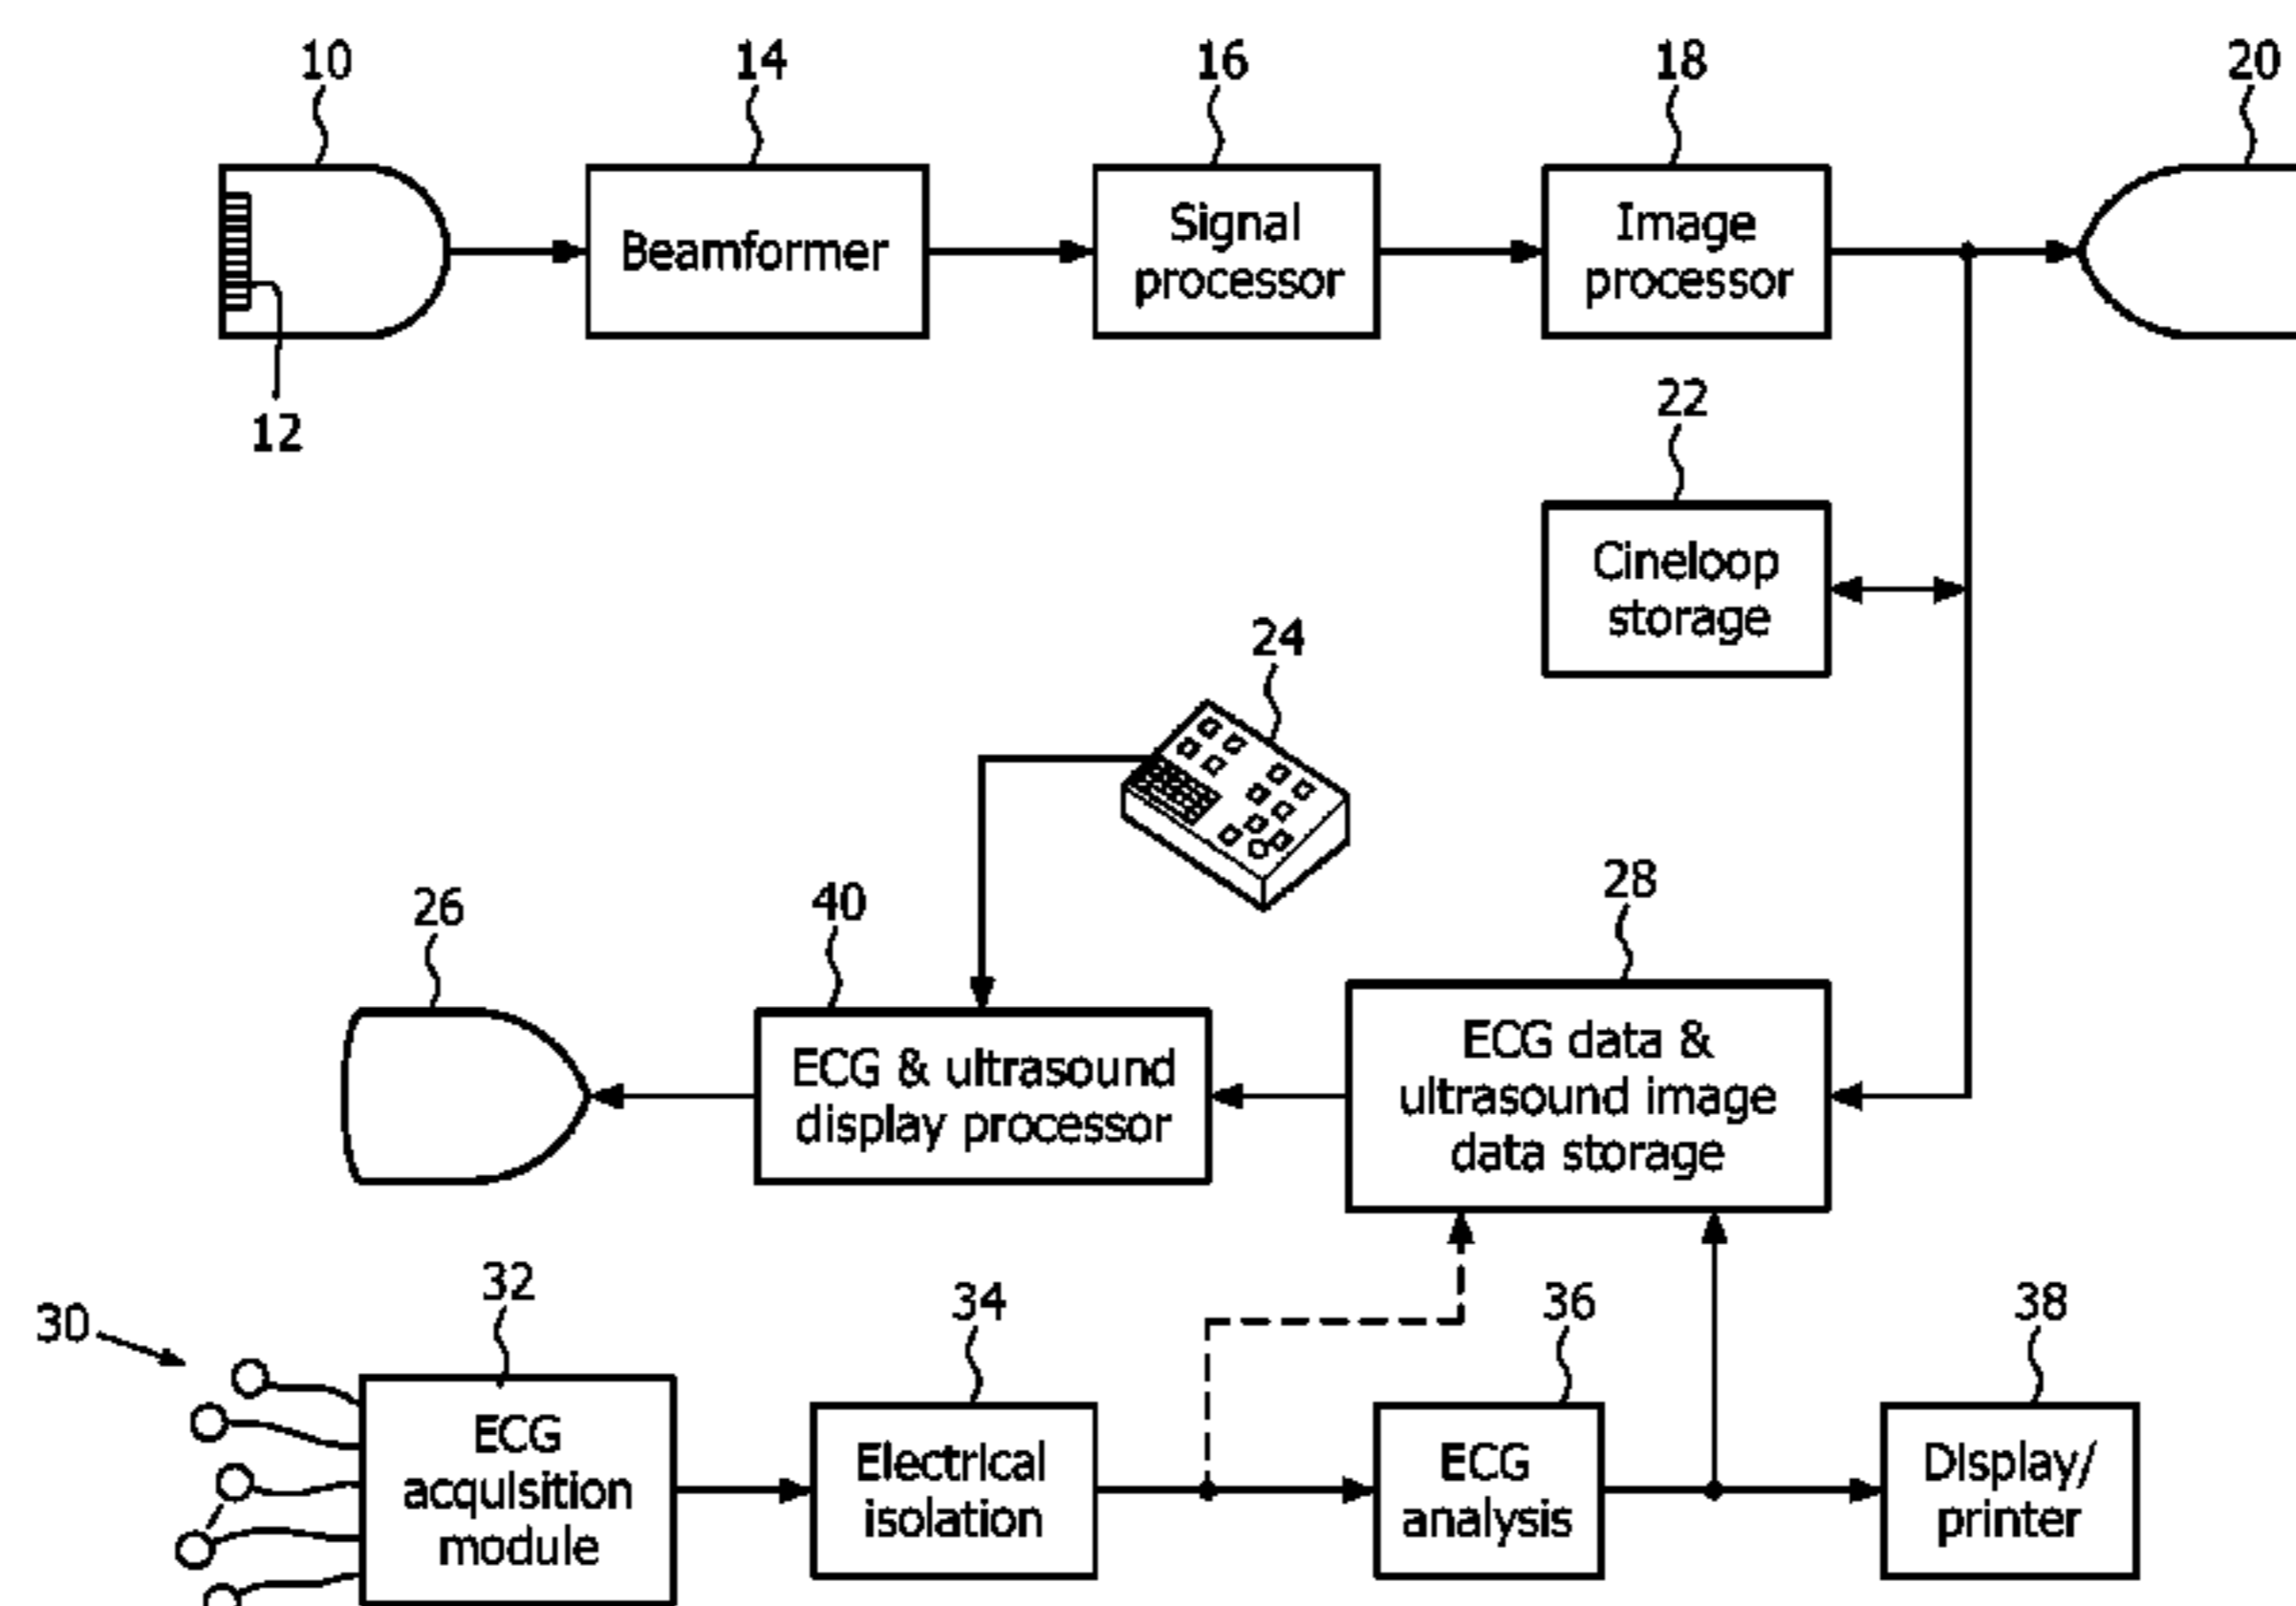 10
14
16
18
20
Beamformer
Signal
processor
Image
processor
12
22
Cineloop
storage
24
26
40
28
ECG & ultrasound
display processor
ECG data &
ultrasound image
data storage
30
32
34
36
38
ECG
acquisition
module
Electrical
isolation
ECG
analysis
Display/
printer